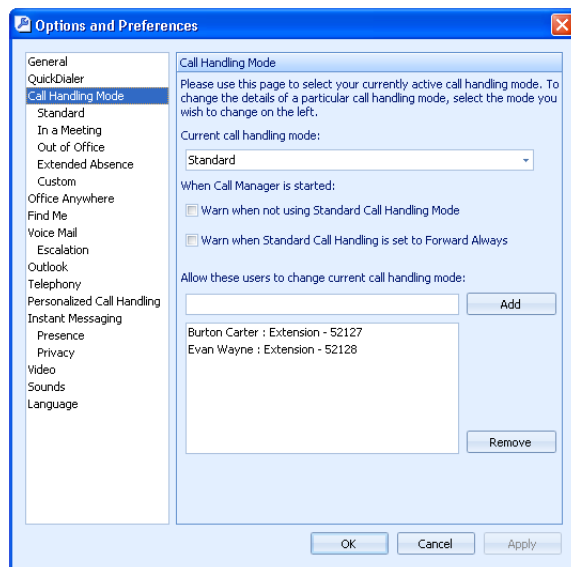 Options and Preferences
General
QuickDialer
Call Handling Mode
Standard
In a Meeting
Out of Office
Extended Absence
Custom
Office Anywhere
Find Me
Voice Mail
Escalation
Outlook
Telephony
Personalized Call Handling
Instant Messaging
Presence
Privacy
Video
Sounds
Language
Call Handling Mode
Please use this page to select your currently active call handling mode. To
change the details of a particular call handling mode, select the mode you
wish to change on the left.
Current call handling mode:
Standard
When Call Manager is started:
Warn when not using Standard Call Handling Mode
Warn when Standard Call Handling is set to Forward Always
Allow these users to change current call handling mode:
Add
Burton Carter : Extension - 52127
Evan Wayne : Extension - 52128
Remove
OK
Cancel
Apply